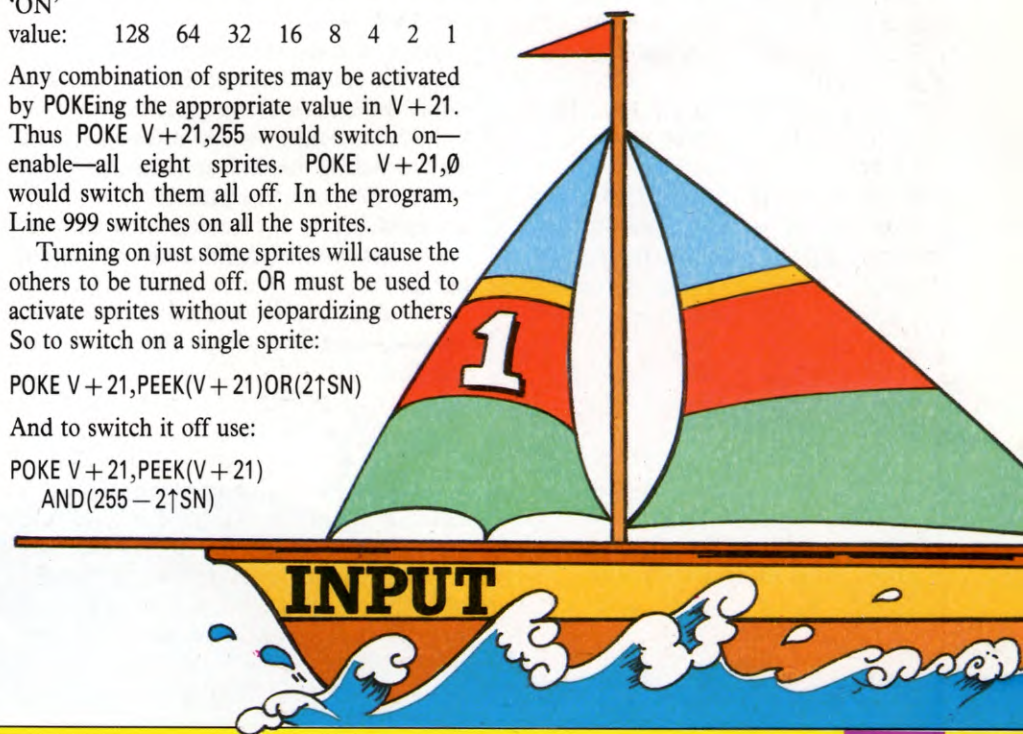 'ON'
value: 128 64 32 16 8 4 2 1
Any combination of sprites may be activated
by POKEing the appropriate value in V+21.
Thus POKE V+21,255 would switch on—
enable—all eight sprites. POKE V+21,0
would switch them all off. In the program,
Line 999 switches on all the sprites.
Turning on just some sprites will cause the
others to be turned off. OR must be used to
activate sprites without jeopardizing others.
So to switch on a single sprite:
POKE V+21,PEEK(V+21)OR(2↑SN)
And to switch it off use:
POKE V+21,PEEK(V+21)
AND(255−2↑SN)
1
INPUT